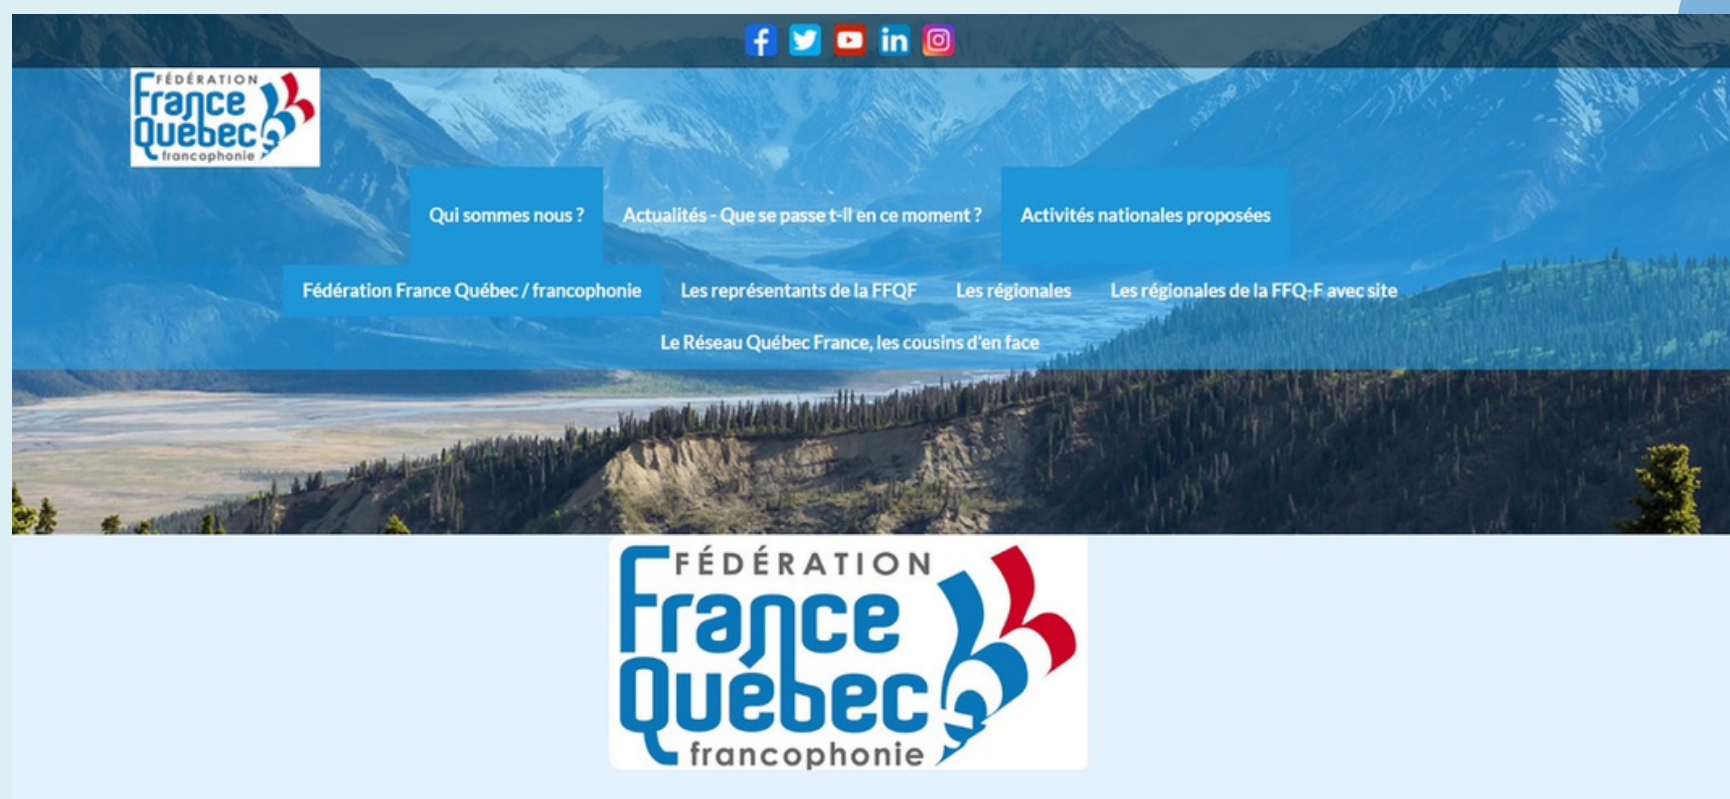 FÉDÉRATION
France
Québec
francophonie
Qui sommes nous ? Actualités - Que se passe t-il en ce moment ? Activités nationales proposées
Fédération France Québec / francophonie Les représentants de la FFQF Les régionales Les régionales de la FFQ-F avec site
Le Réseau Québec France, les cousins d'en face
FÉDÉRATION
France
Québec
francophonie